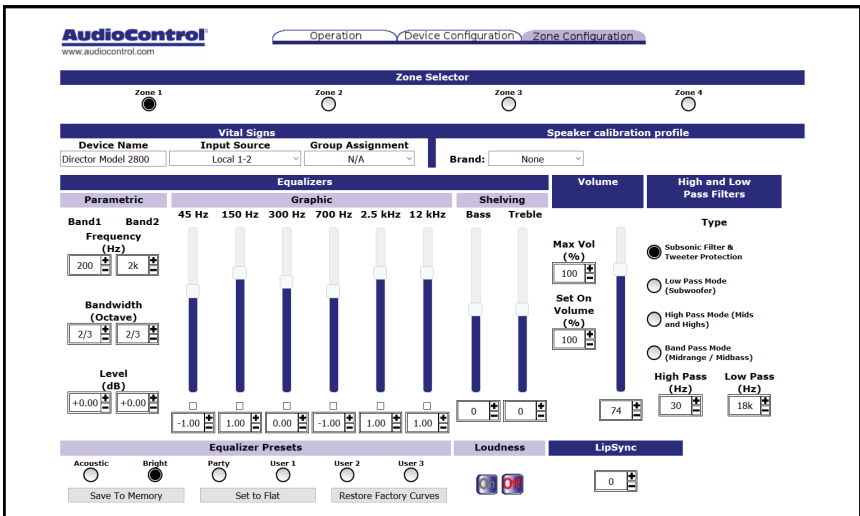 AudioControl®
www.audiocontrol.com
Operation Device Configuration Zone Configuration
Zone Selector
Zone 1 Zone 2 Zone 3 Zone 4
Vital Signs Speaker calibration profile
Device Name Input Source Group Assignment
Director Model 2800 Local 1-2 N/A Brand: None
Equalizers Volume High and Low
Pass Filters
Parametric Graphic Shelving
Type
Band1 Band2 45 Hz 150 Hz 300 Hz 700 Hz 2.5 kHz 12 kHz Bass Treble
Frequency
(Hz)
200 + - 2k + -
Bandwidth
(Octave)
2/3 + - 2/3 + -
Level
(dB)
+0.00 + - +0.00 + -
-1.00 + - 1.00 + - 0.00 + - -1.00 + - 1.00 + - 1.00 + -
0 + - 0 + -
Max Vol
(%)
100 + -
Set On
Volume
(%)
100 + -
74 + -
Subsonic Filter &
Tweeter Protection
Low Pass Mode
(Subwoofer)
High Pass Mode (Mids
and Highs)
Band Pass Mode
(Midrange / Midbass)
High Pass Low Pass
(Hz) (Hz)
30 + - 18k + -
Equalizer Presets Loudness LipSync
Acoustic Bright Party User 1 User 2 User 3
On Off
0 + -
Save To Memory Set to Flat Restore Factory Curves